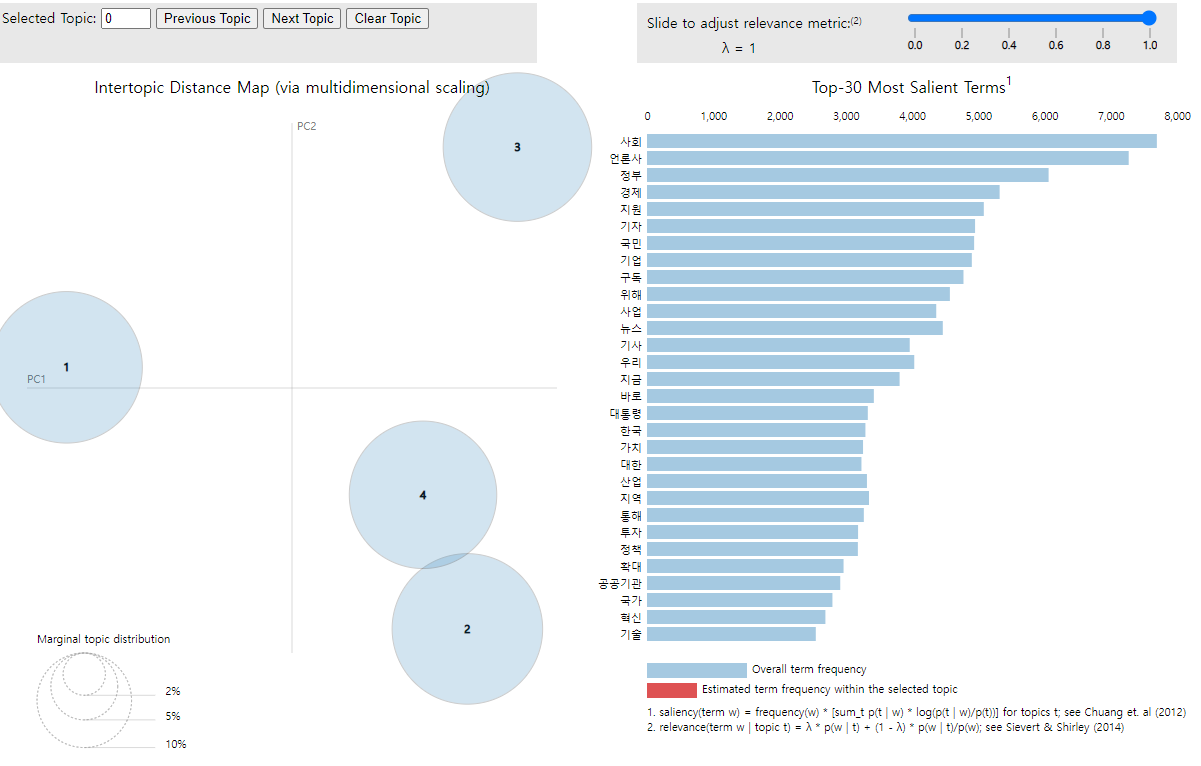 Selected Topic: 0 Previous Topic Next Topic Clear Topic
Slide to adjust relevance metric:(2)
λ = 1
0.0 0.2 0.4 0.6 0.8 1.0
Intertopic Distance Map (via multidimensional scaling)
PC2
PC1
1
2
3
4
Marginal topic distribution
2%
5%
10%
Top-30 Most Salient Terms1
0 1,000 2,000 3,000 4,000 5,000 6,000 7,000 8,000
사회
언론사
정부
경제
지원
기자
국민
기업
구독
위해
사업
뉴스
기사
우리
지금
바로
대통령
한국
가치
대한
산업
지역
통해
투자
정책
확대
공공기관
국가
혁신
기술
Overall term frequency
Estimated term frequency within the selected topic
1. saliency(term w) = frequency(w) * [sum_t p(t | w) * log(p(t | w)/p(t))] for topics t; see Chuang et. al (2012)
2. relevance(term w | topic t) = λ * p(w | t) + (1 - λ) * p(w | t)/p(w); see Sievert & Shirley (2014)